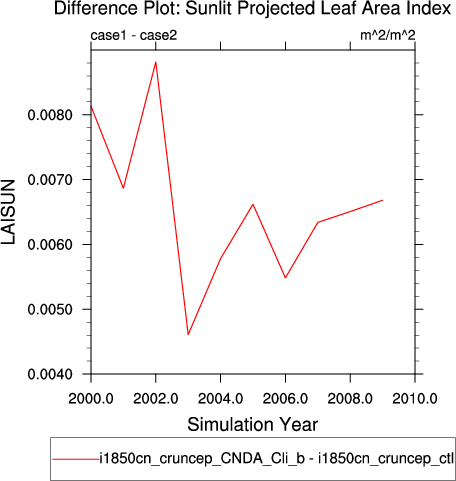 Difference Plot: Sunlit Projected Leaf Area Index
case1 - case2 m^2/m^2
0.0080
0.0070
0.0060
0.0050
0.0040
LAISUN
2000.0 2002.0 2004.0 2006.0 2008.0 2010.0
Simulation Year
i1850cn_cruncep_CNDA_Cli_b - i1850cn_cruncep_ctl